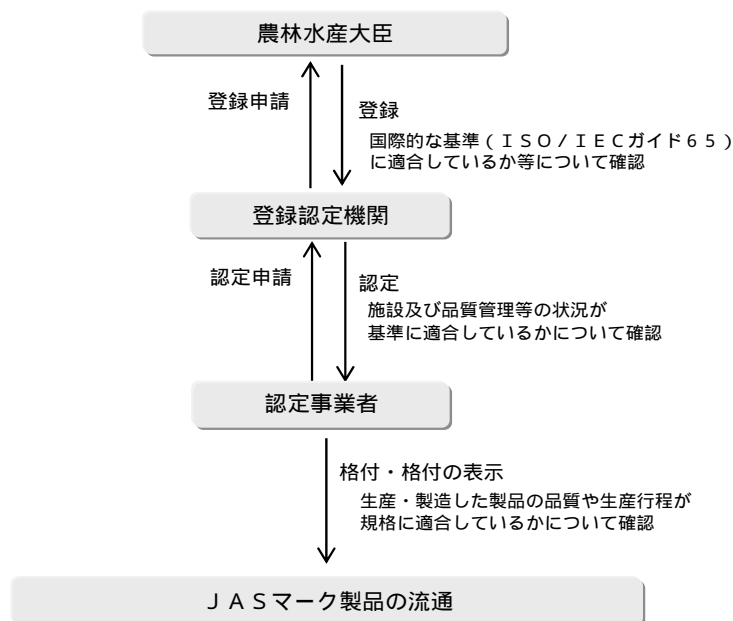 農林水産大臣
登録申請
登録
国際的な基準(ISO/IECガイド65)
に適合しているか等について確認
登録認定機関
認定申請
認定
施設及び品質管理等の状況が
基準に適合しているかについて確認
認定事業者
格付・格付の表示
生産・製造した製品の品質や生産行程が
規格に適合しているかについて確認
JASマーク製品の流通